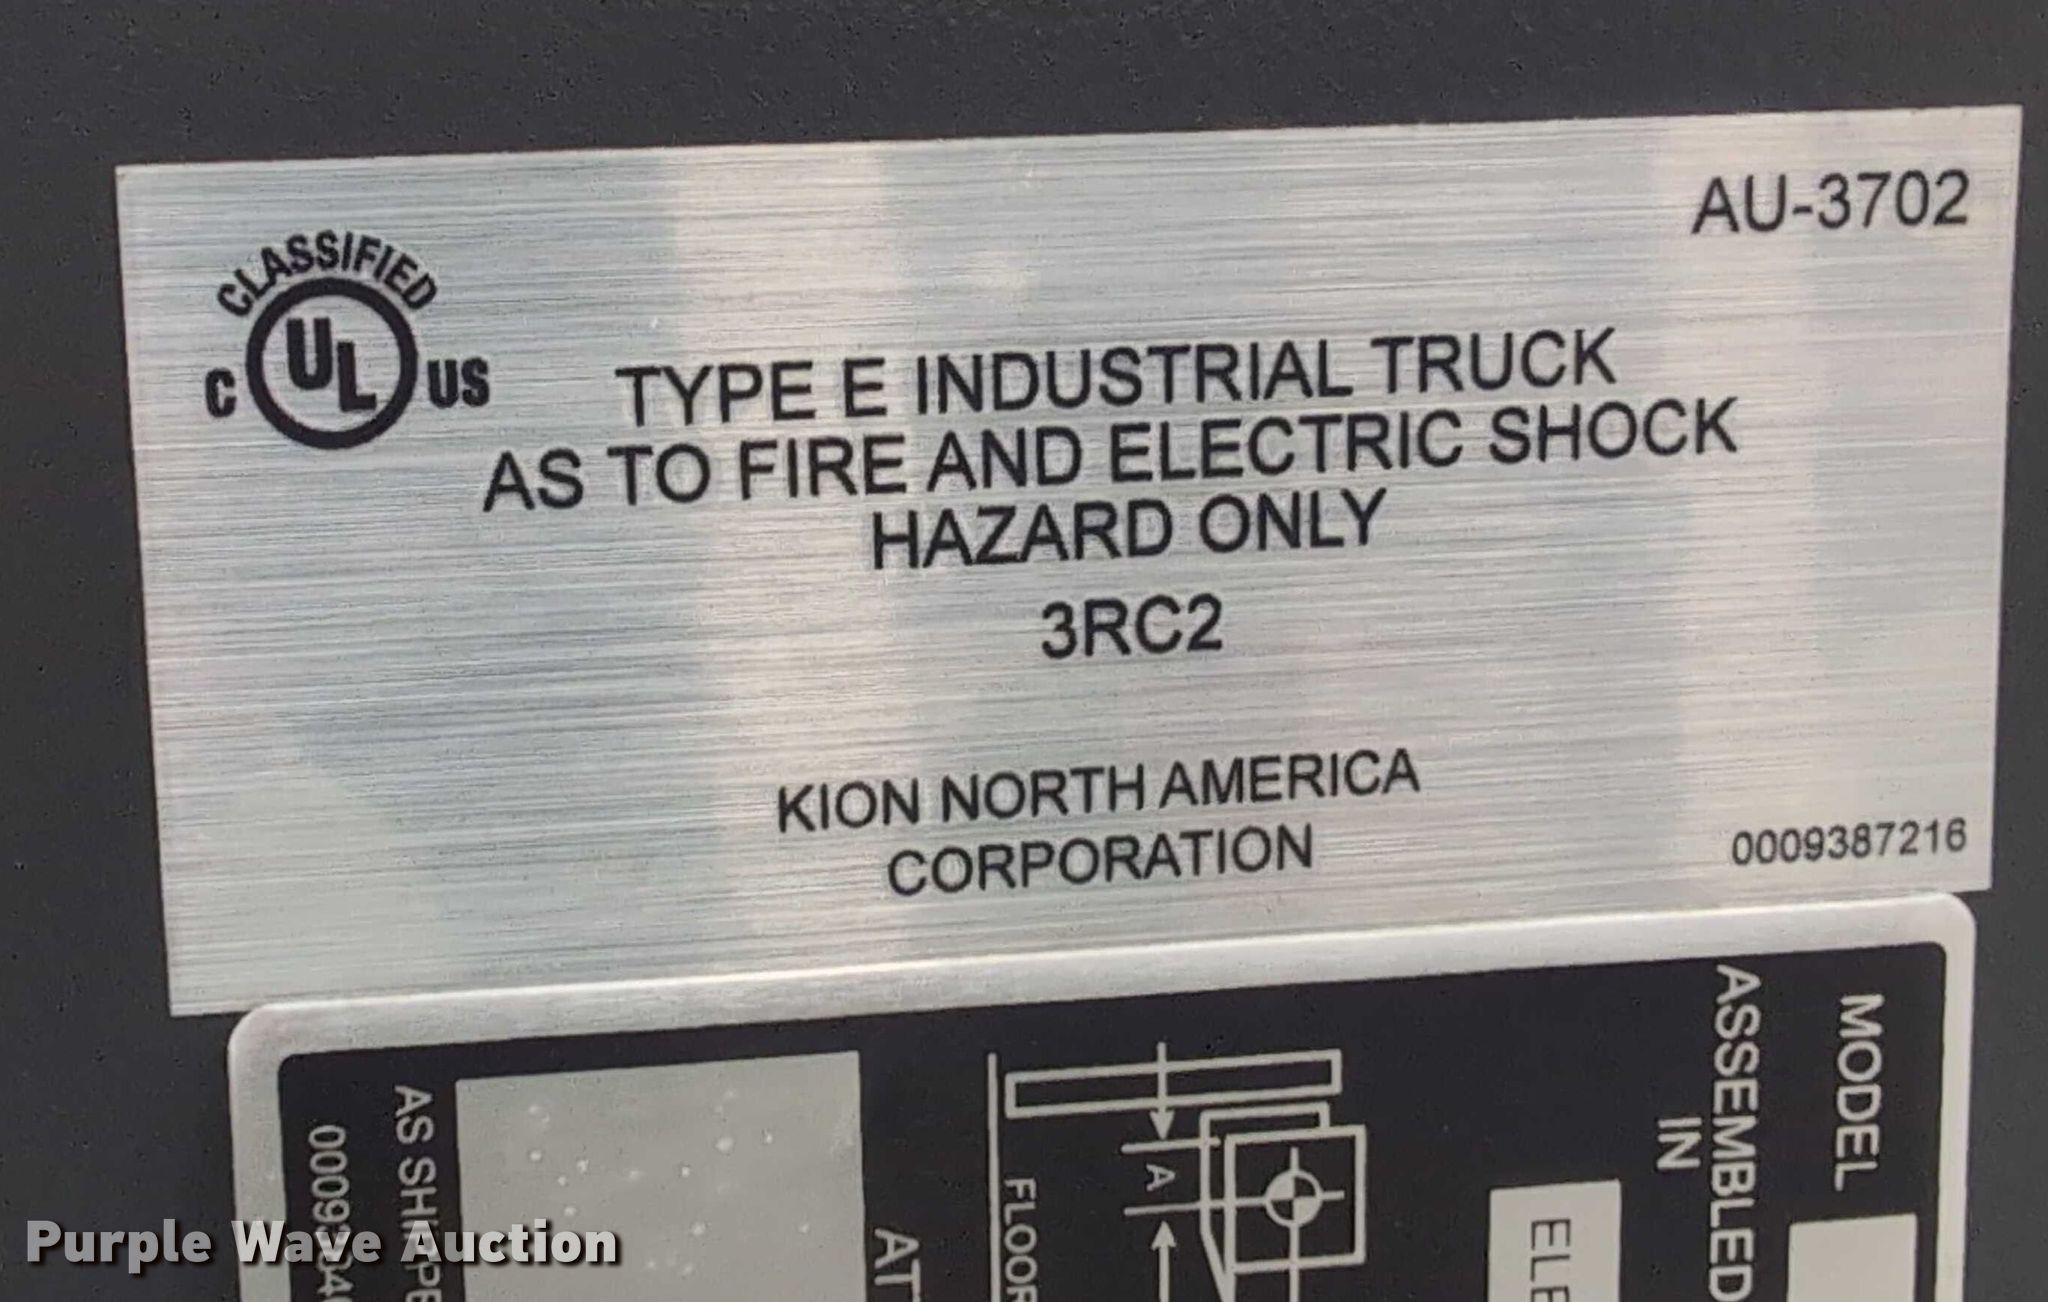 AU-3702
CLASSIFIED
C UL US
TYPE E INDUSTRIAL TRUCK
AS TO FIRE AND ELECTRIC SHOCK
HAZARD ONLY
3RC2
KION NORTH AMERICA
CORPORATION
0009387216
MODEL
ASSEMBLED
IN
A
FLOOR
AS
Purple Wave Auction